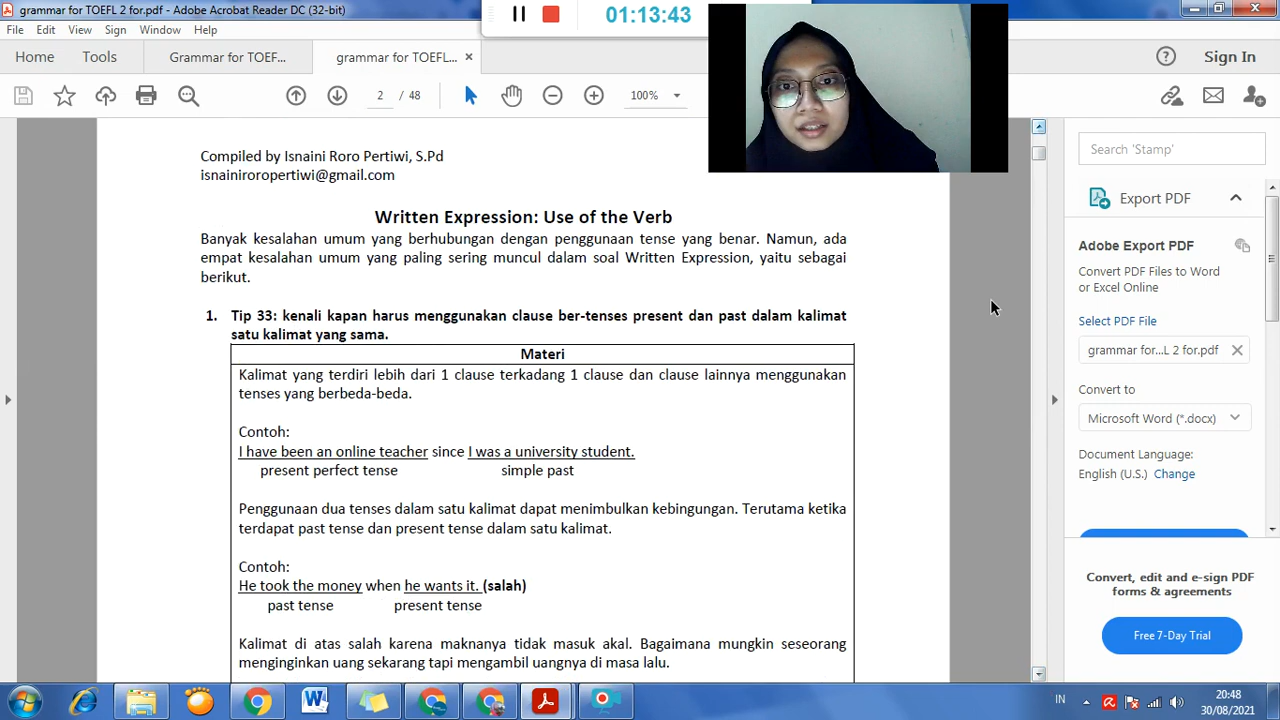 grammar for TOEFL 2 for.pdf - Adobe Acrobat Reader DC (32-bit)
01:13:43
File Edit View Sign Window Help
Home Tools Grammar for TOEF... grammar for TOEFL... × Sign In
2 / 48 100%
Compiled by Isnaini Roro Pertiwi, S.Pd
isnainiroropertiwi@gmail.com
Written Expression: Use of the Verb
Banyak kesalahan umum yang berhubungan dengan penggunaan tense yang benar. Namun, ada
empat kesalahan umum yang paling sering muncul dalam soal Written Expression, yaitu sebagai
berikut.
1. Tip 33: kenali kapan harus menggunakan clause ber-tenses present dan past dalam kalimat
satu kalimat yang sama.
Materi
Kalimat yang terdiri lebih dari 1 clause terkadang 1 clause dan clause lainnya menggunakan
tenses yang berbeda-beda.
Contoh:
I have been an online teacher since I was a university student.
present perfect tense simple past
Penggunaan dua tenses dalam satu kalimat dapat menimbulkan kebingungan. Terutama ketika
terdapat past tense dan present tense dalam satu kalimat.
Contoh:
He took the money when he wants it. (salah)
past tense present tense
Kalimat di atas salah karena maknanya tidak masuk akal. Bagaimana mungkin seseorang
menginginkan uang sekarang tapi mengambil uangnya di masa lalu.
Search 'Stamp'
Export PDF
Adobe Export PDF
Convert PDF Files to Word
or Excel Online
Select PDF File
grammar for...L 2 for.pdf ×
Convert to
Microsoft Word (*.docx)
Document Language:
English (U.S.) Change
Convert, edit and e-sign PDF
forms & agreements
Free 7-Day Trial
IN
20:48
30/08/2021